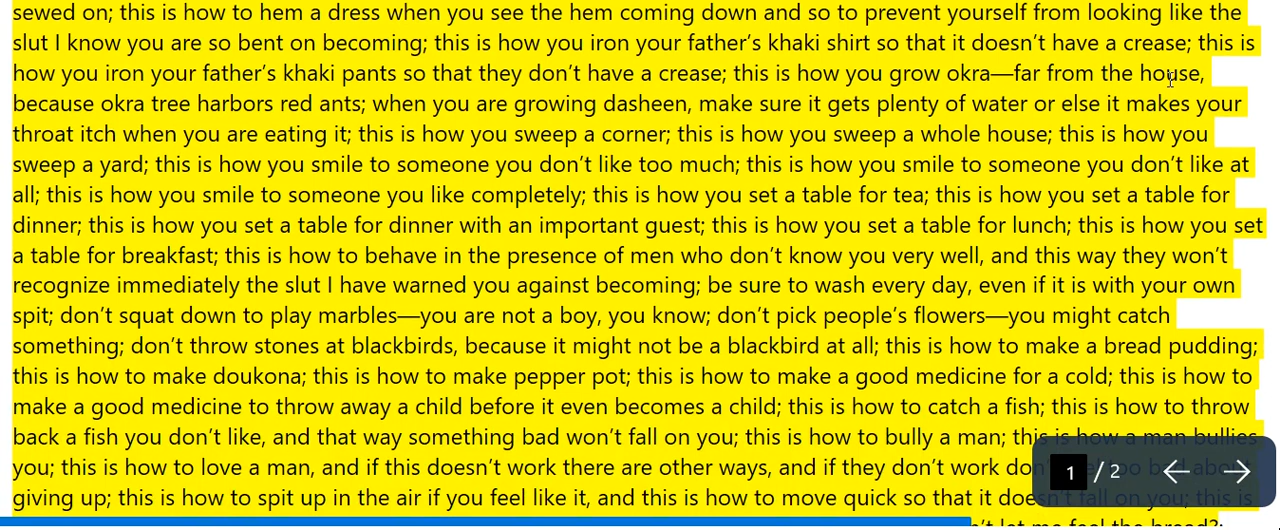 sewed on; this is how to hem a dress when you see the hem coming down and so to prevent yourself from looking like the
slut I know you are so bent on becoming; this is how you iron your father’s khaki shirt so that it doesn’t have a crease; this is
how you iron your father’s khaki pants so that they don’t have a crease; this is how you grow okra—far from the house,
because okra tree harbors red ants; when you are growing dasheen, make sure it gets plenty of water or else it makes your
throat itch when you are eating it; this is how you sweep a corner; this is how you sweep a whole house; this is how you
sweep a yard; this is how you smile to someone you don’t like too much; this is how you smile to someone you don’t like at
all; this is how you smile to someone you like completely; this is how you set a table for tea; this is how you set a table for
dinner; this is how you set a table for dinner with an important guest; this is how you set a table for lunch; this is how you set
a table for breakfast; this is how to behave in the presence of men who don’t know you very well, and this way they won’t
recognize immediately the slut I have warned you against becoming; be sure to wash every day, even if it is with your own
spit; don’t squat down to play marbles—you are not a boy, you know; don’t pick people’s flowers—you might catch
something; don’t throw stones at blackbirds, because it might not be a blackbird at all; this is how to make a bread pudding;
this is how to make doukona; this is how to make pepper pot; this is how to make a good medicine for a cold; this is how to
make a good medicine to throw away a child before it even becomes a child; this is how to catch a fish; this is how to throw
back a fish you don’t like, and that way something bad won’t fall on you; this is how to bully a man; this is how a man bullies
you; this is how to love a man, and if this doesn’t work there are other ways, and if they don’t work don’t feel too bad about
giving up; this is how to spit up in the air if you feel like it, and this is how to move quick so that it doesn’t fall on you; this is
let me feel the bread?;
1 / 2